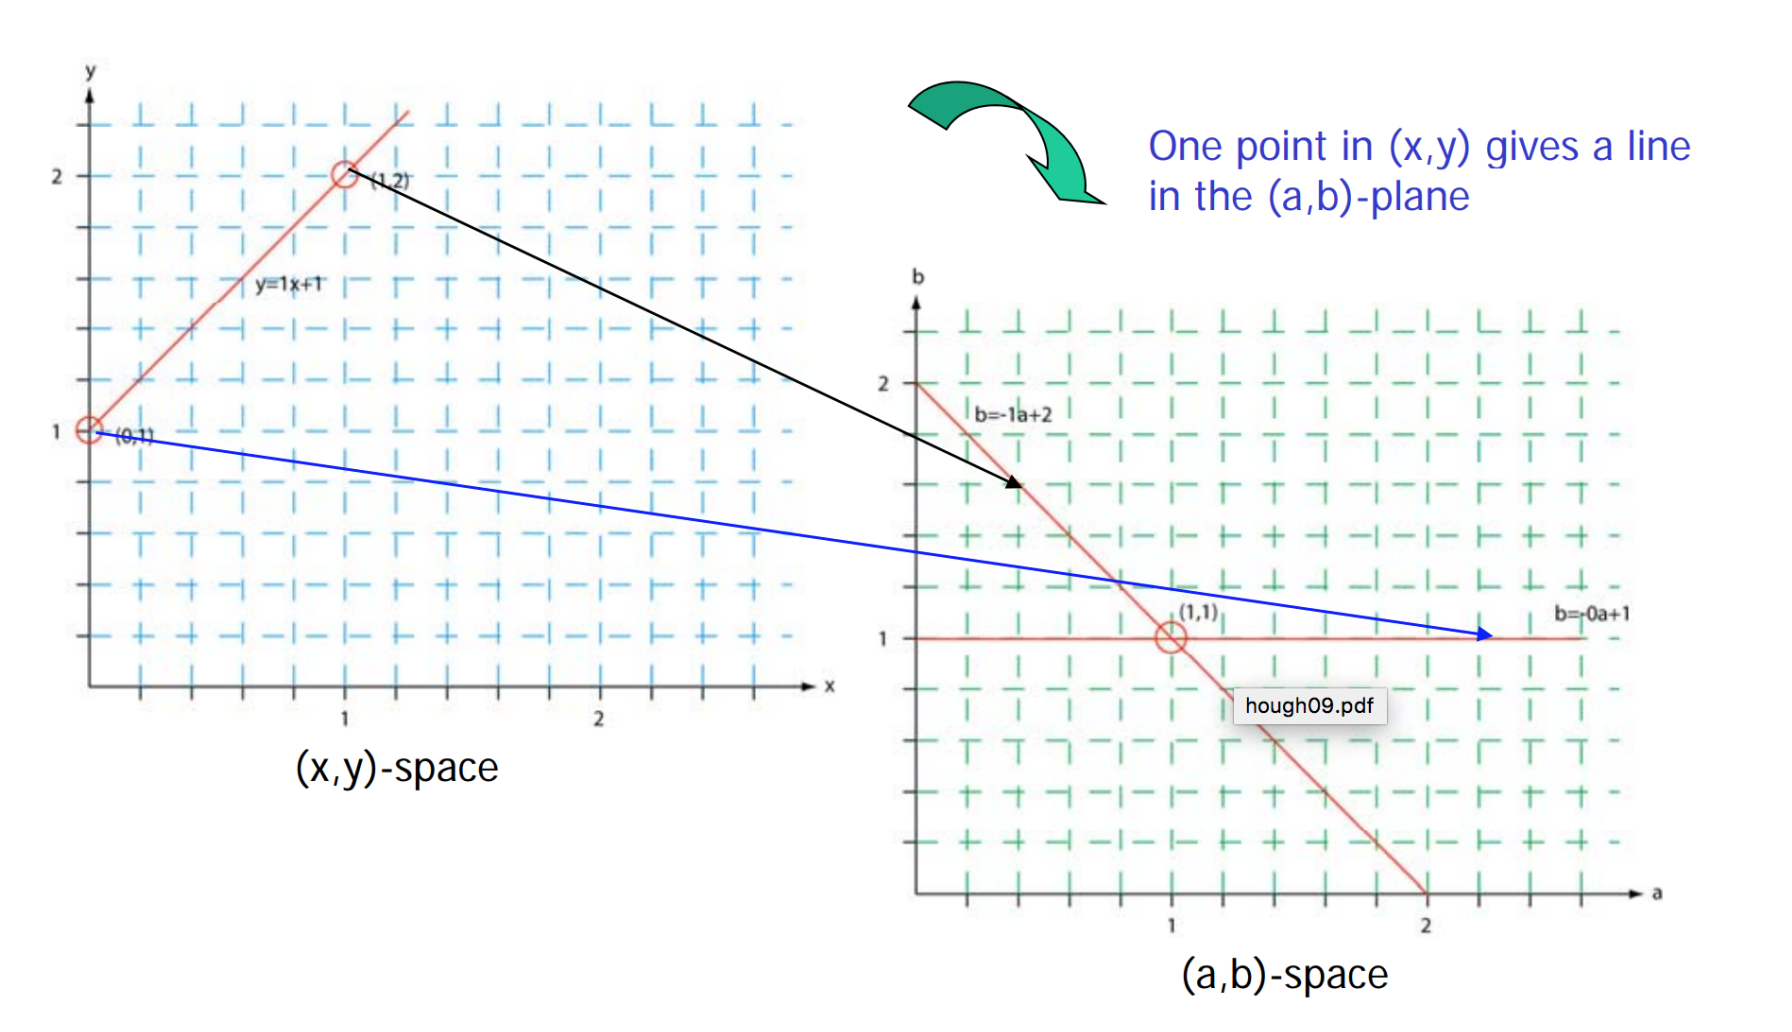 y
2
(1,2)
y=1x+1
1
(0,1)
x
1
2
(x,y)-space
One point in (x,y) gives a line
in the (a,b)-plane
b
2
b=-1a+2
(1,1)
b=-0a+1
1
hough09.pdf
a
1
2
(a,b)-space